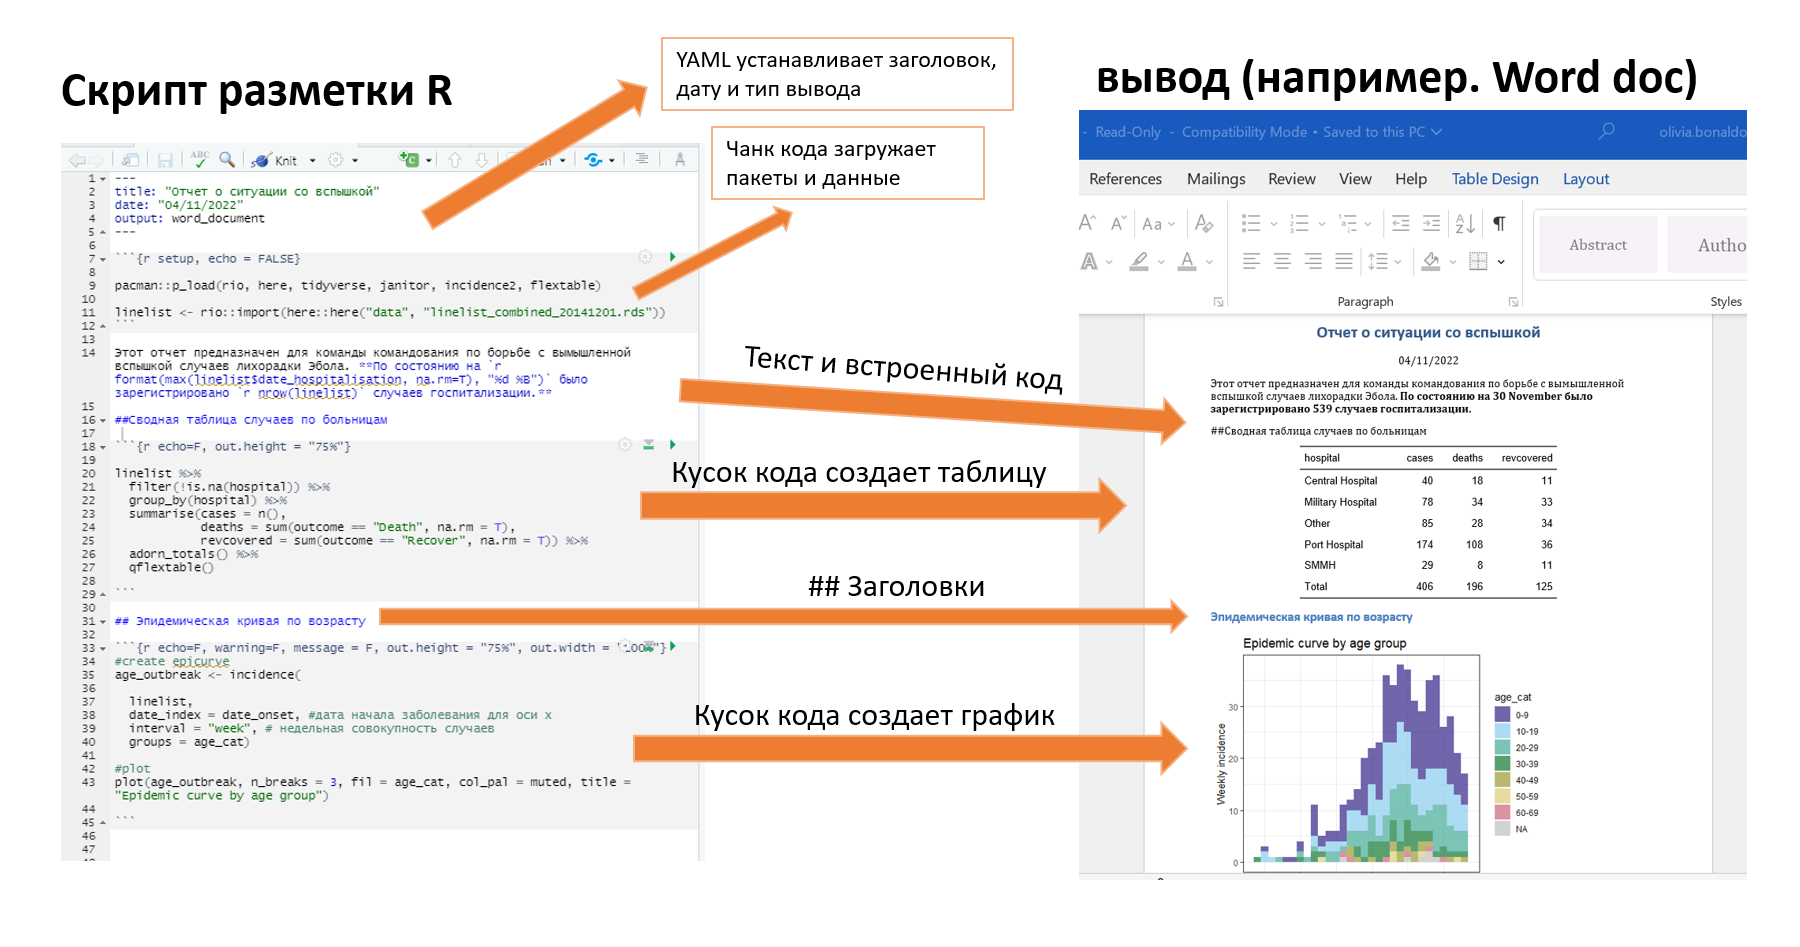 Скрипт разметки R
YAML устанавливает заголовок,
дату и тип вывода
Чанк кода загружает
пакеты и данные
вывод (например. Word doc)
Knit
1 ---
2 title: "Отчет о ситуации со вспышкой"
3 date: "04/11/2022"
4 output: word_document
5 ---
6
7 ```{r setup, echo = FALSE}
8
9 pacman::p_load(rio, here, tidyverse, janitor, incidence2, flextable)
10
11 linelist <- rio::import(here::here("data", "linelist_combined_20141201.rds"))
12 ```
13
14 Этот отчет предназначен для команды командования по борьбе с вымышленной
вспышкой случаев лихорадки Эбола. **По состоянию на `r
format(max(linelist$date_hospitalisation, na.rm=T), "%d %B")` было
зарегистрировано `r nrow(linelist)` случаев госпитализации.**
15
16 ##Сводная таблица случаев по больницам
17
18 ```{r echo=F, out.height = "75%"}
19
20 linelist %>%
21 filter(!is.na(hospital)) %>%
22 group_by(hospital) %>%
23 summarise(cases = n(),
24 deaths = sum(outcome == "Death", na.rm = T),
25 revcovered = sum(outcome == "Recover", na.rm = T)) %>%
26 adorn_totals() %>%
27 qflextable()
28
29 ```
30
31 ## Эпидемическая кривая по возрасту
32
33 ```{r echo=F, warning=F, message = F, out.height = "75%", out.width = "100%"}
34 #create epicurve
35 age_outbreak <- incidence(
36
37 linelist,
38 date_index = date_onset, #дата начала заболевания для оси x
39 interval = "week", # недельная совокупность случаев
40 groups = age_cat)
41
42 #plot
43 plot(age_outbreak, n_breaks = 3, fil = age_cat, col_pal = muted, title =
"Epidemic curve by age group")
44
45 ```
46
47
Текст и встроенный код
Кусок кода создает таблицу
## Заголовки
Кусок кода создает график
- Read-Only - Compatibility Mode • Saved to this PC
olivia.bonaldo
References Mailings Review View Help Table Design Layout
Abstract
Autho
Paragraph
Styles
Отчет о ситуации со вспышкой
04/11/2022
Этот отчет предназначен для команды командования по борьбе с вымышленной
вспышкой случаев лихорадки Эбола. По состоянию на 30 November было
зарегистрировано 539 случаев госпитализации.
##Сводная таблица случаев по больницам
hospital cases deaths revcovered
Central Hospital 40 18 11
Military Hospital 78 34 33
Other 85 28 34
Port Hospital 174 108 36
SMMH 29 8 11
Total 406 196 125
Эпидемическая кривая по возрасту
Epidemic curve by age group
Weekly incidence
30
20
10
0
age_cat
0-9
10-19
20-29
30-39
40-49
50-59
60-69
NA